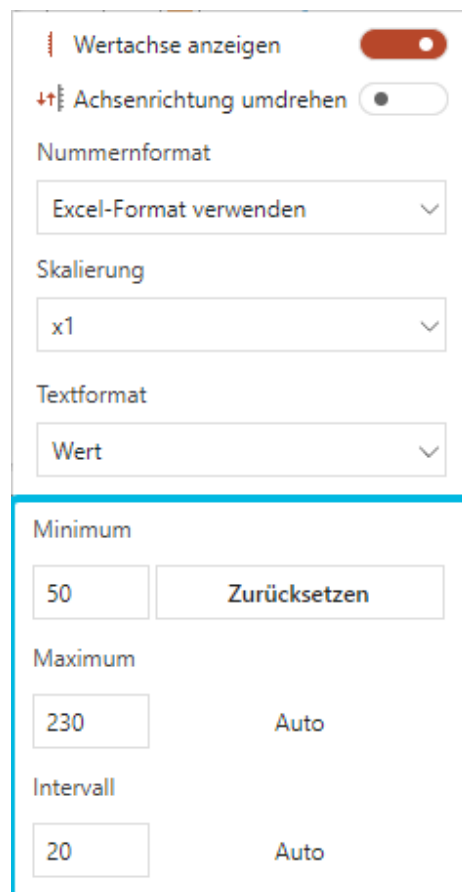 Wertachse anzeigen
Achsenrichtung umdrehen
Nummernformat
Excel-Format verwenden
Skalierung
x1
Textformat
Wert
Minimum
50 Zurücksetzen
Maximum
230 Auto
Intervall
20 Auto